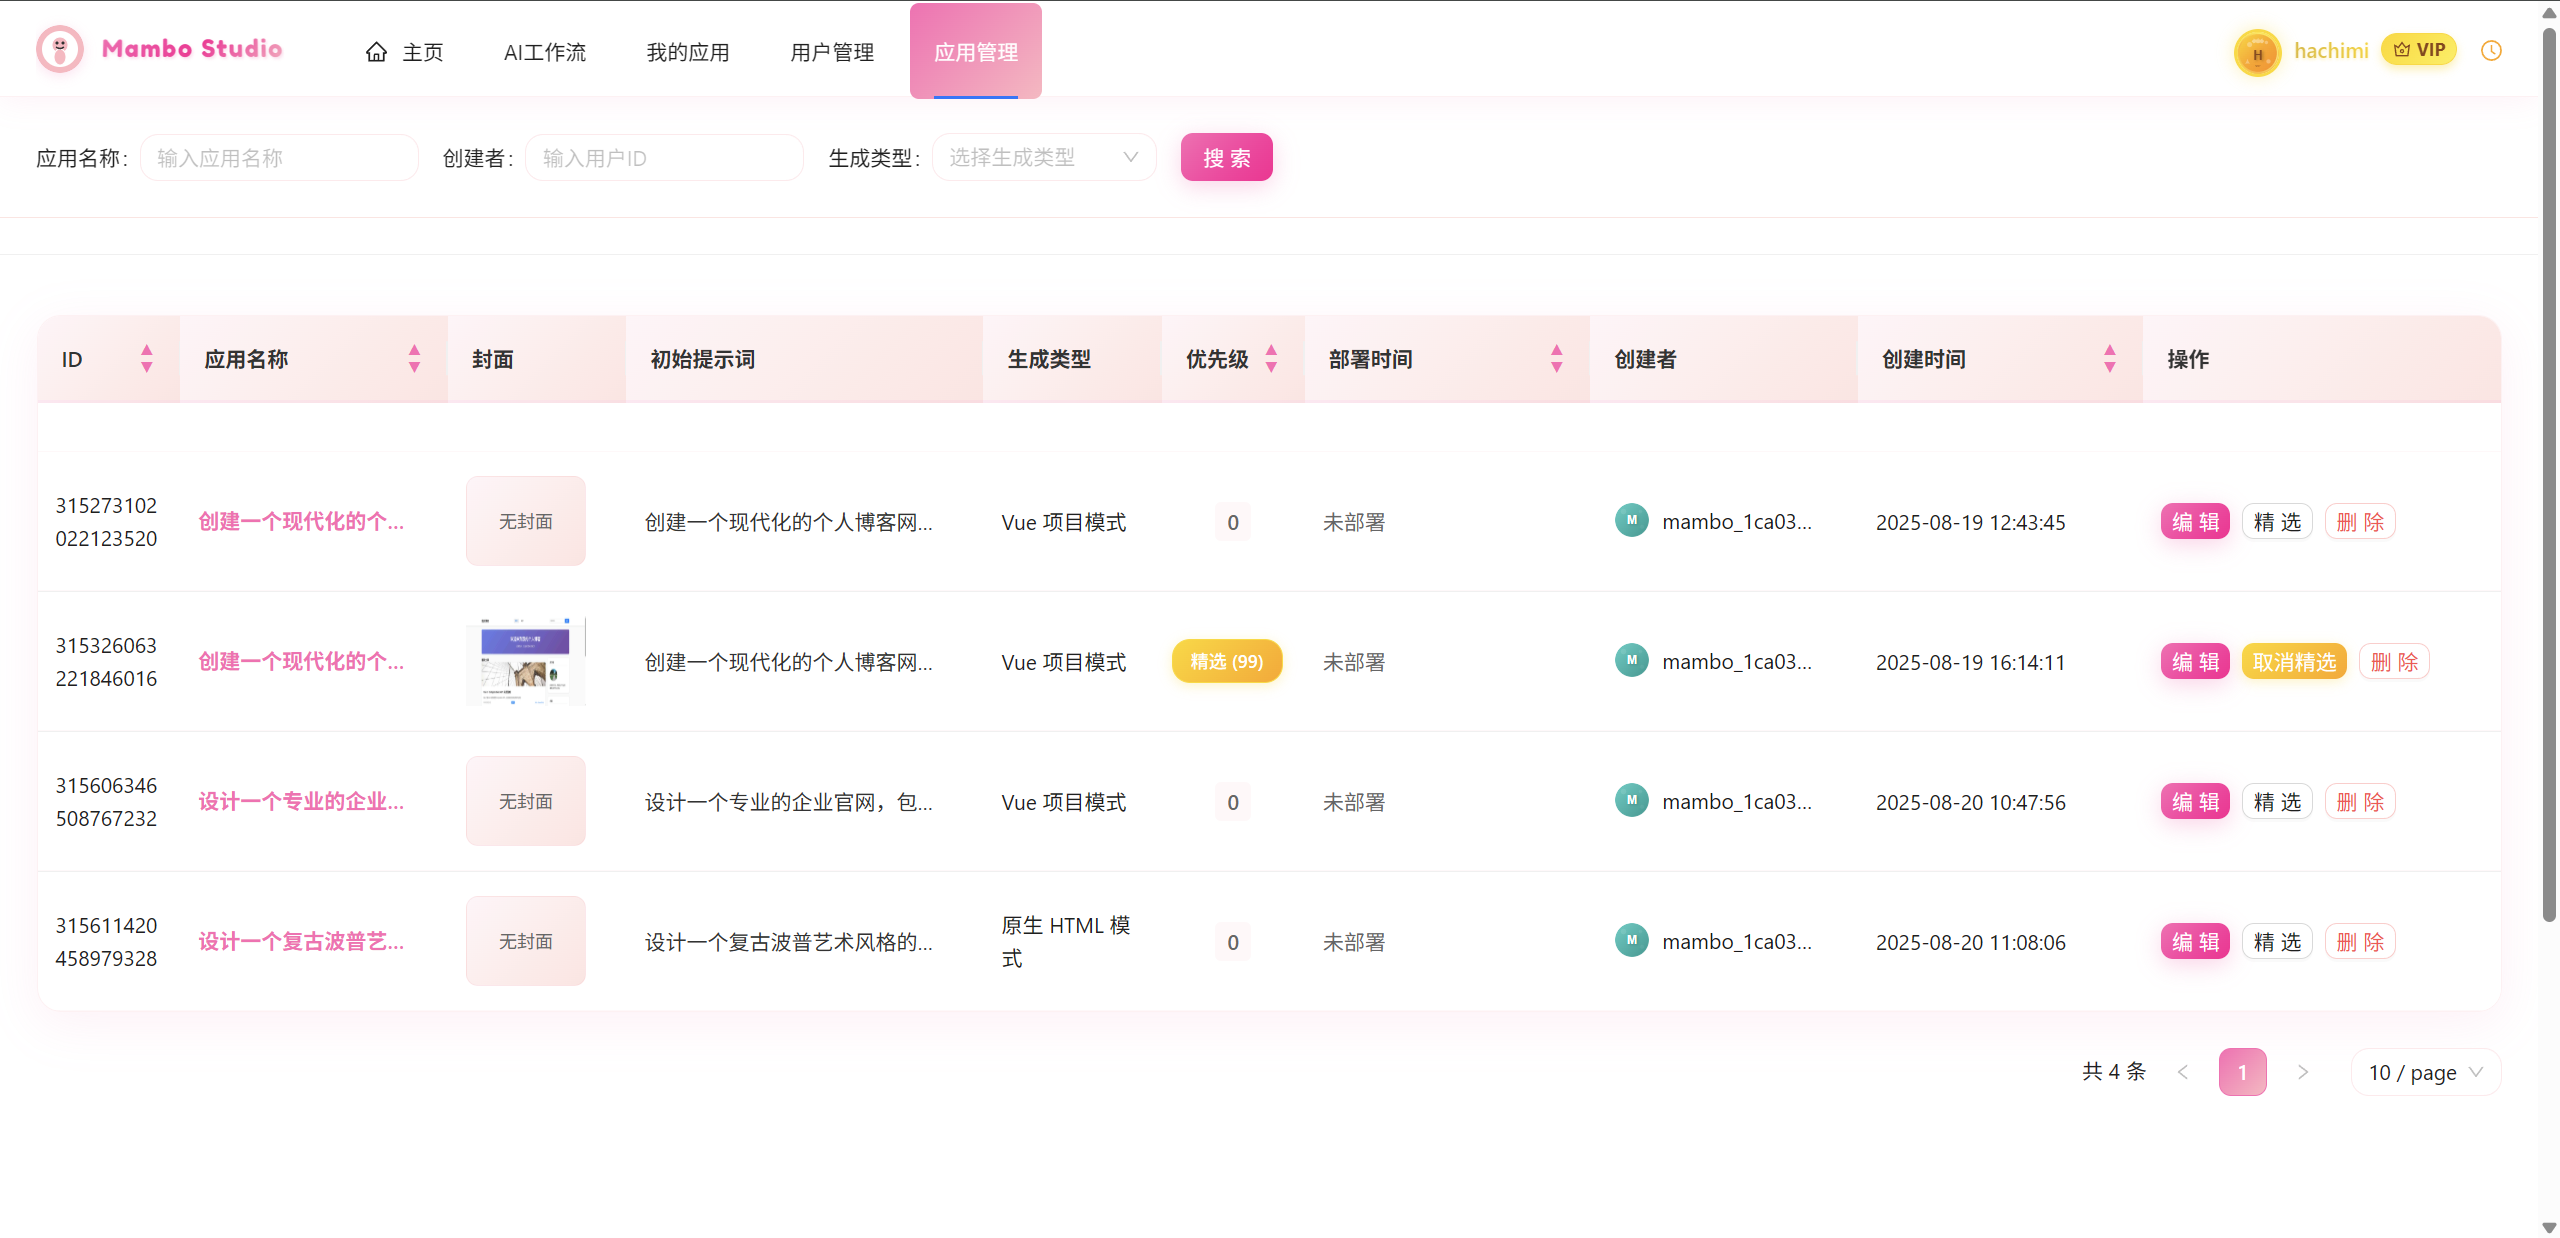 Mambo Studio
主页
AI工作流
我的应用
用户管理
应用管理
H
hachimi
VIP
应用名称:
输入应用名称
创建者:
输入用户ID
生成类型:
选择生成类型
搜 索
ID
应用名称
封面
初始提示词
生成类型
优先级
部署时间
创建者
创建时间
操作
315273102
022123520
创建一个现代化的个...
无封面
创建一个现代化的个人博客网...
Vue 项目模式
0
未部署
M
mambo_1ca03...
2025-08-19 12:43:45
编 辑
精 选
删 除
315326063
221846016
创建一个现代化的个...
创建一个现代化的个人博客网...
Vue 项目模式
精选 (99)
未部署
M
mambo_1ca03...
2025-08-19 16:14:11
编 辑
取消精选
删 除
315606346
508767232
设计一个专业的企业...
无封面
设计一个专业的企业官网，包...
Vue 项目模式
0
未部署
M
mambo_1ca03...
2025-08-20 10:47:56
编 辑
精 选
删 除
315611420
458979328
设计一个复古波普艺...
无封面
设计一个复古波普艺术风格的...
原生 HTML 模
式
0
未部署
M
mambo_1ca03...
2025-08-20 11:08:06
编 辑
精 选
删 除
共 4 条
1
10 / page